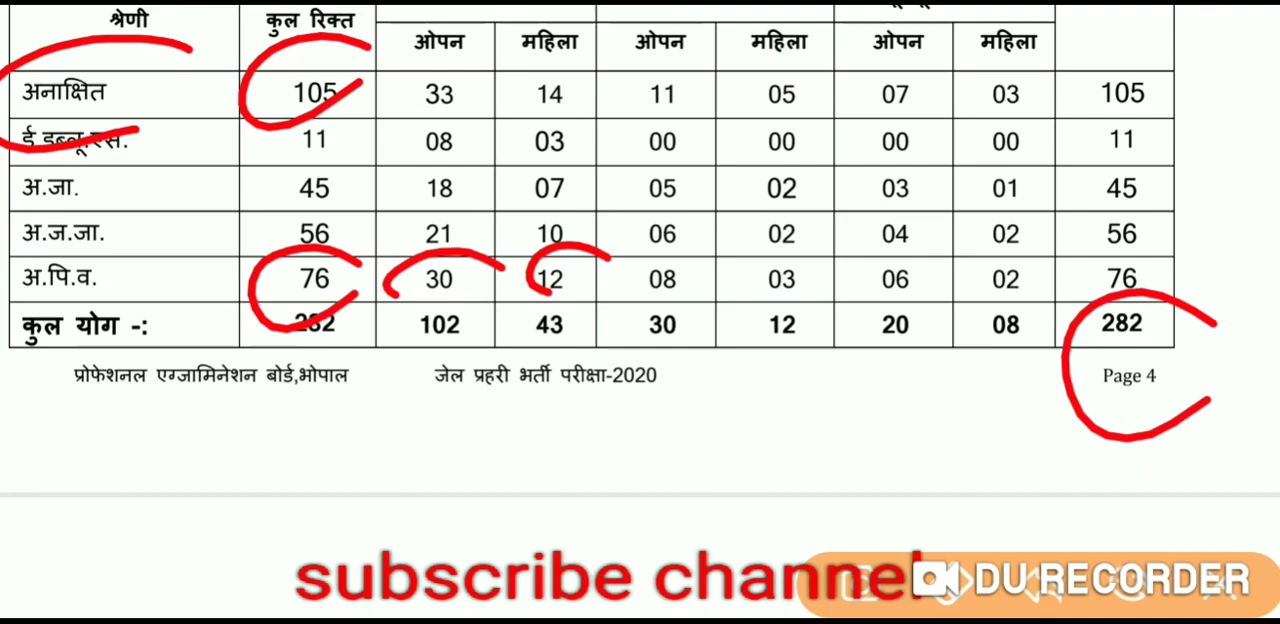 श्रेणी कुल रिक्त
ओपन महिला ओपन महिला ओपन महिला
अनाक्षित 105 33 14 11 05 07 03 105
ई.डब्लू.एस. 11 08 03 00 00 00 00 11
अ.जा. 45 18 07 05 02 03 01 45
अ.ज.जा. 56 21 10 06 02 04 02 56
अ.पि.व. 76 30 12 08 03 06 02 76
कुल योग -: 282 102 43 30 12 20 08 282
प्रोफेशनल एग्जामिनेशन बोर्ड,भोपाल जेल प्रहरी भर्ती परीक्षा-2020 Page 4
subscribe channel DU RECORDER